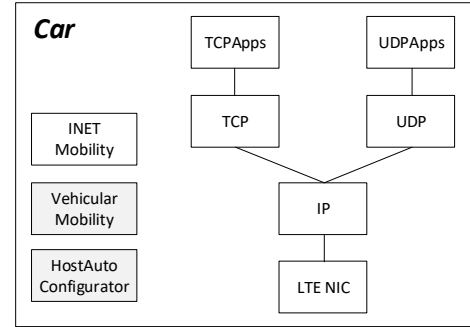 Car
TCPApps
UDPApps
TCP
UDP
INET
Mobility
Vehicular
Mobility
IP
HostAuto
Configurator
LTE NIC